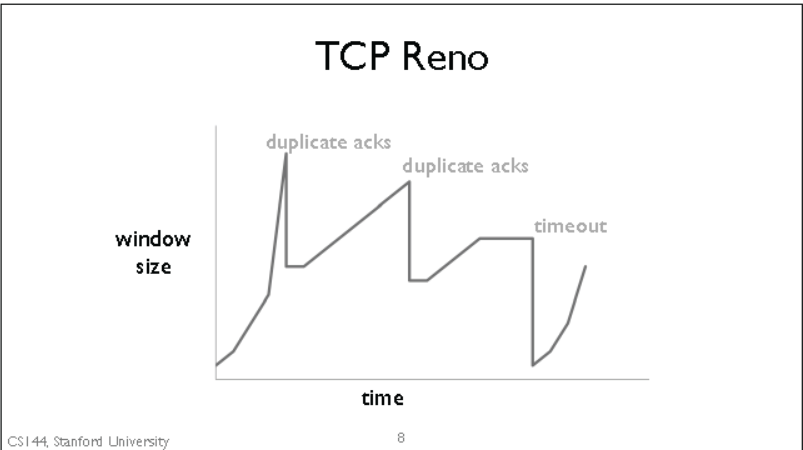 TCP Reno
duplicate acks
duplicate acks
timeout
window
size
time
CS144, Stanford University
8